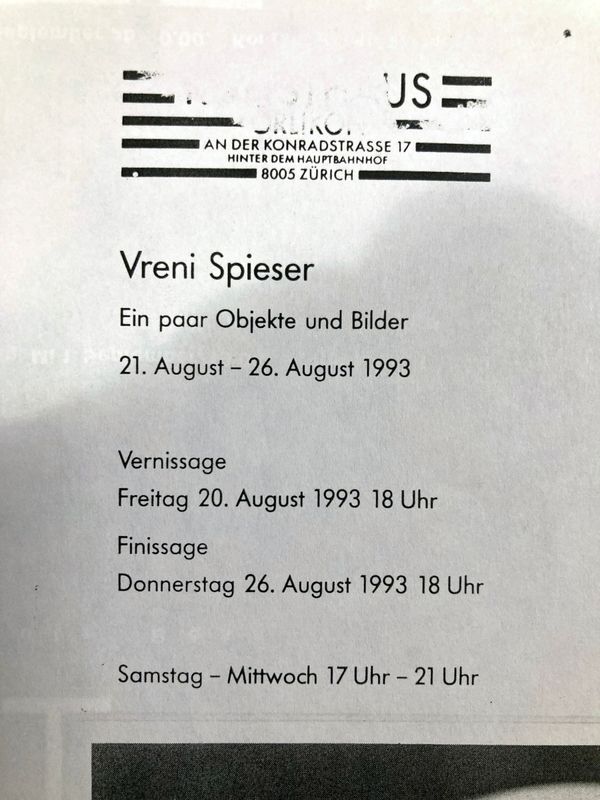 AN DER KONRADSTRASSE 17
HINTER DEM HAUPTBAHNHOF
8005 ZÜRICH
Vreni Spieser
Ein paar Objekte und Bilder
21. August – 26. August 1993
Vernissage
Freitag 20. August 1993 18 Uhr
Finissage
Donnerstag 26. August 1993 18 Uhr
Samstag – Mittwoch 17 Uhr – 21 Uhr